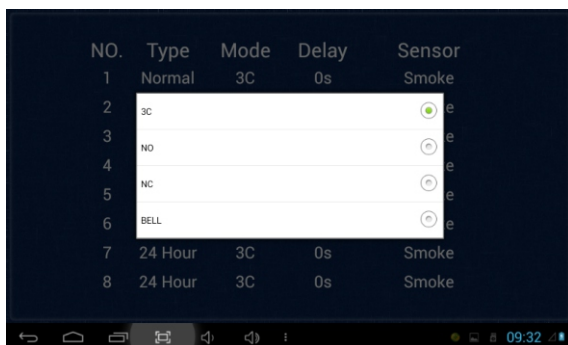 NO. Type Mode Delay Sensor
1 Normal 3C 0s Smoke
2 e
3C
3 e
NO
4 e
NC
5 e
BELL
6 e
7 24 Hour 3C 0s Smoke
8 24 Hour 3C 0s Smoke
09:32